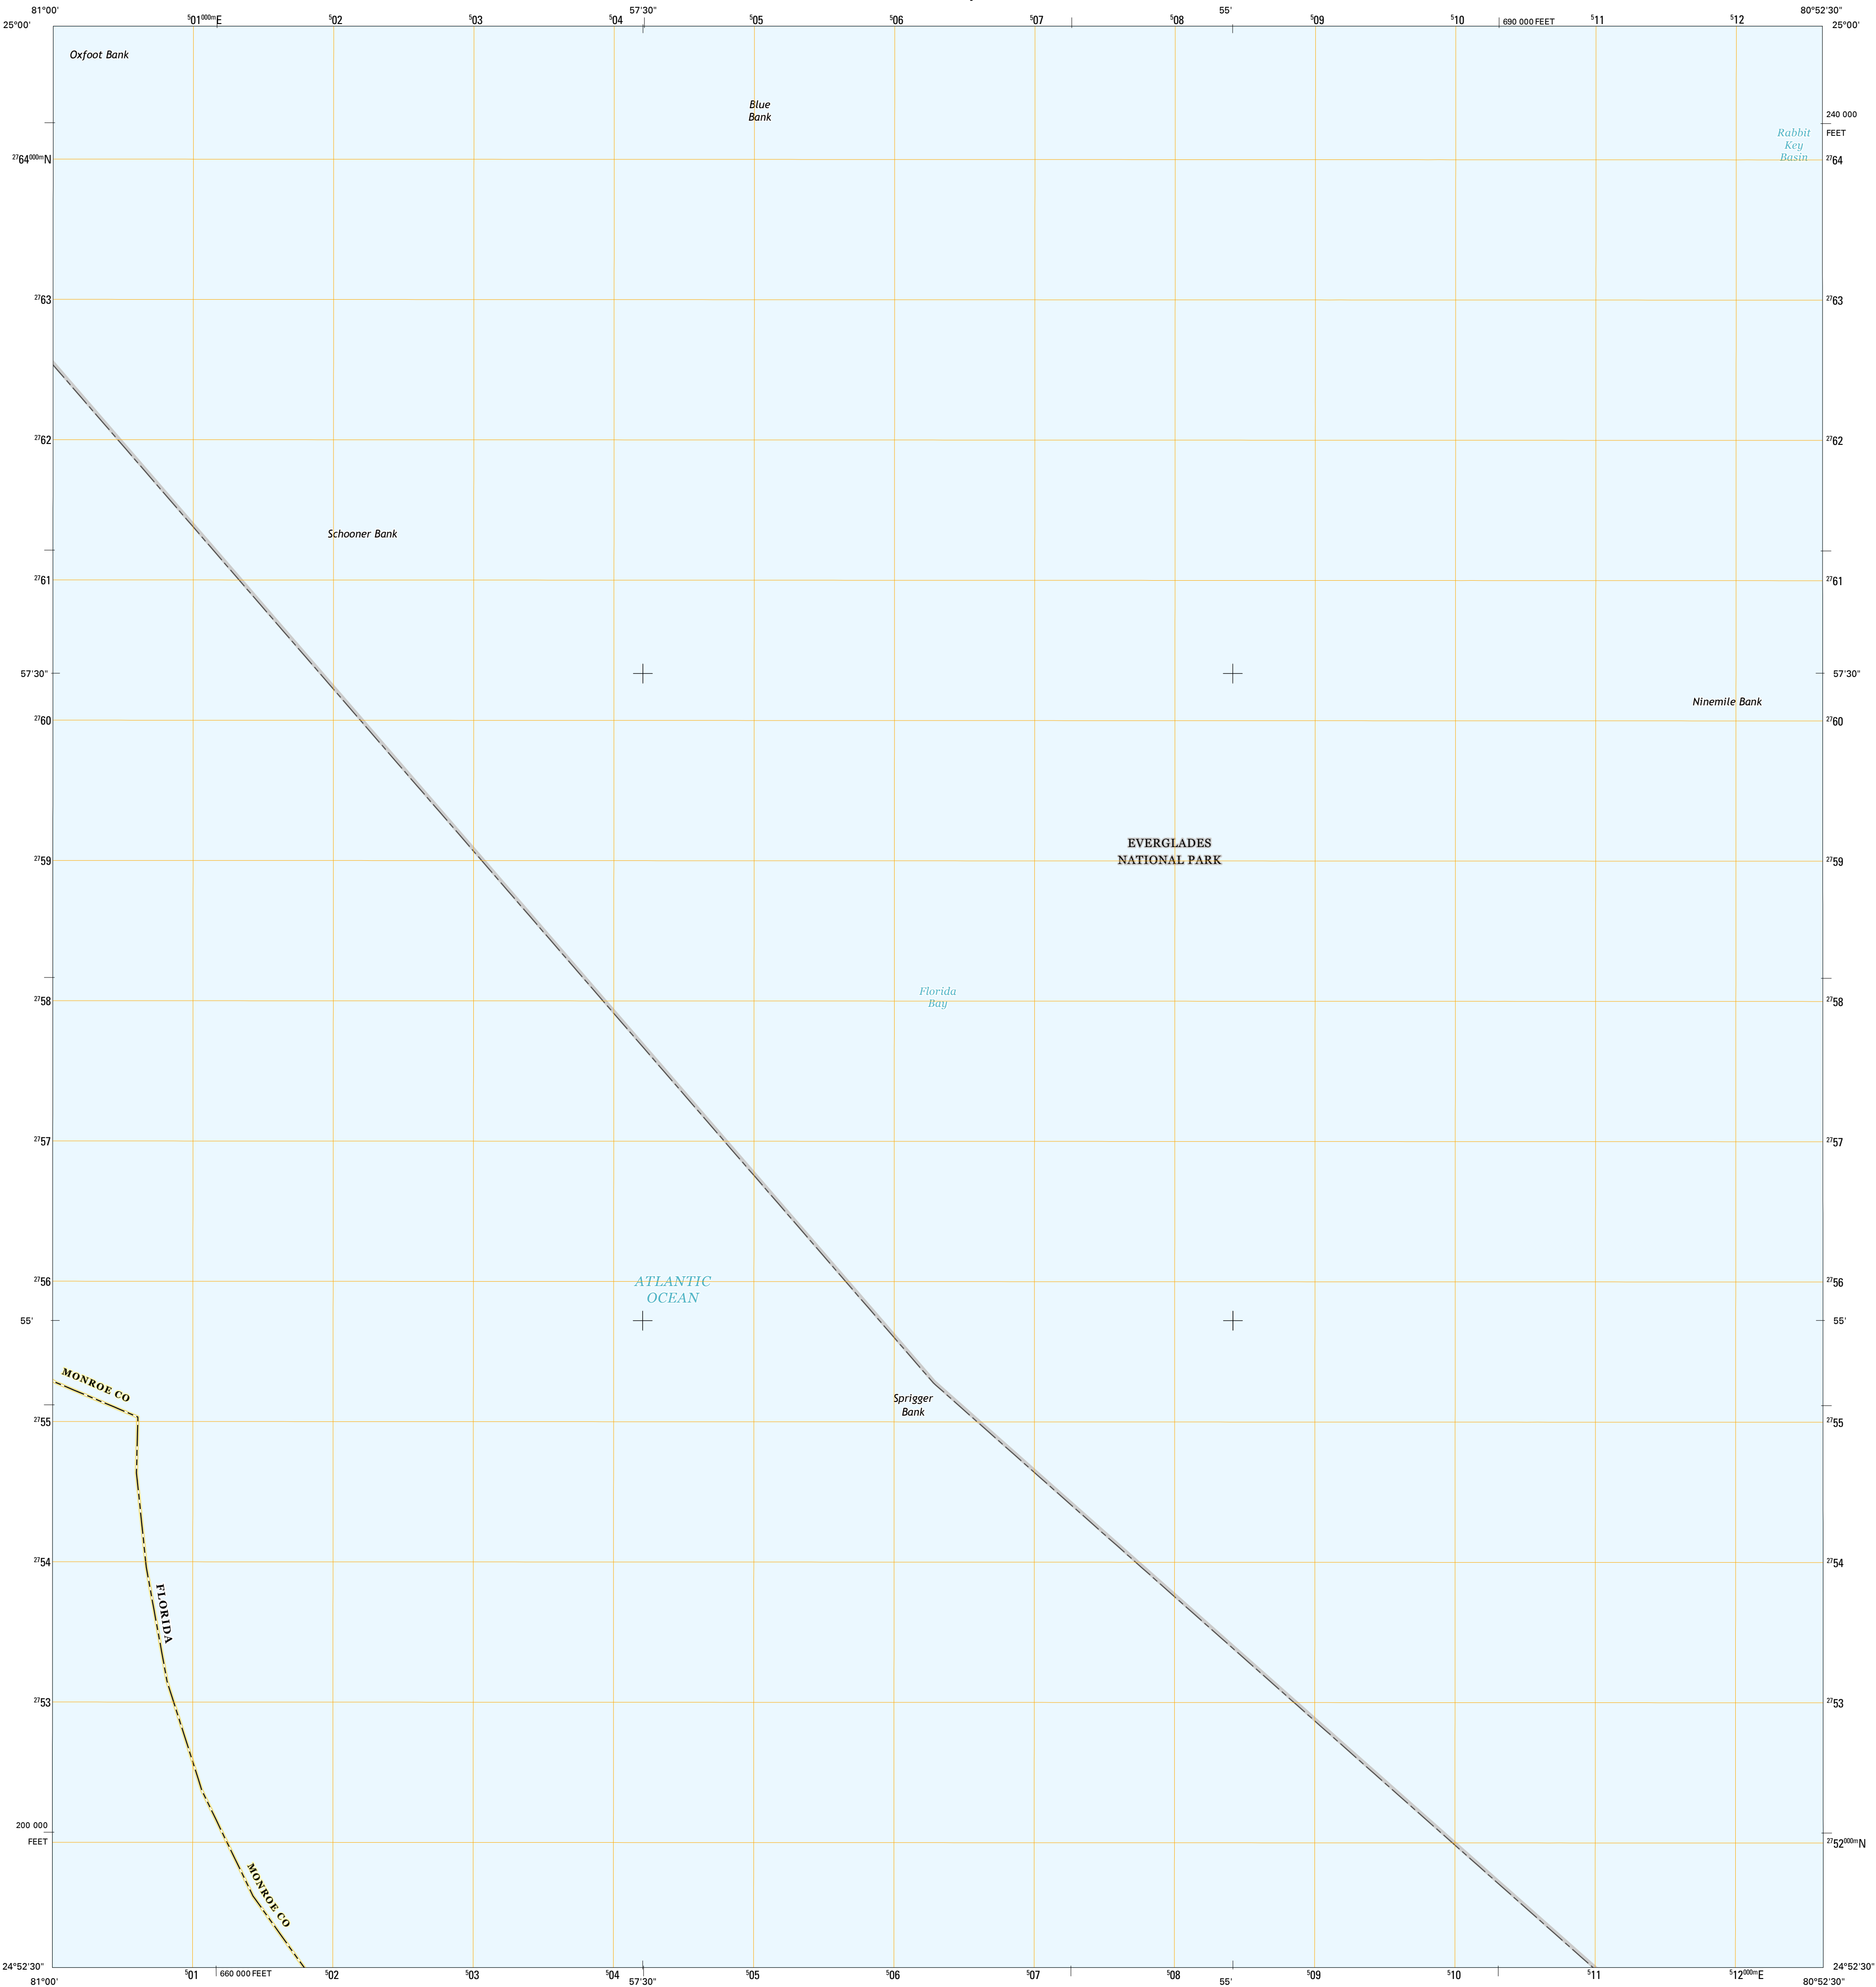 81°00'
57'30"
55'
80°52'30"
25°00'
501000mE
502
503
504
505
506
507
508
509
510
690 000 FEET
511
512
25°00'
Oxfoot Bank
Blue
Bank
240 000
FEET
Rabbit
Key
Basin
2764000mN
2764
2763
2763
2762
2762
Schooner Bank
2761
2761
57'30"
57'30"
Ninemile Bank
2760
2760
EVERGLADES
NATIONAL PARK
2759
2759
Florida
Bay
2758
2758
2757
2757
ATLANTIC
OCEAN
2756
2756
55'
55'
MONROE CO
Sprigger
Bank
2755
2755
2754
2754
FLORIDA
2753
2753
200 000
FEET
2752000mN
MONROE CO
24°52'30"
24°52'30"
501
660 000 FEET
502
503
504
505
506
507
508
509
510
511
512000mE
81°00'
57'30"
55'
80°52'30"